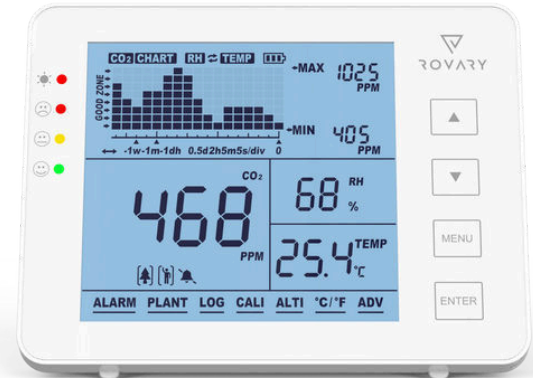 CO2 CHART RH TEMP
MAX 1025 PPM
GOOD ZONE
MIN 405 PPM
-1w-1m-1dh 0.5d2h5m5s/div 0
CO2
468 PPM
68 RH %
25.4 TEMP °C
ALARM PLANT LOG CALI ALTI °C/°F ADV
ROVARY
MENU
ENTER